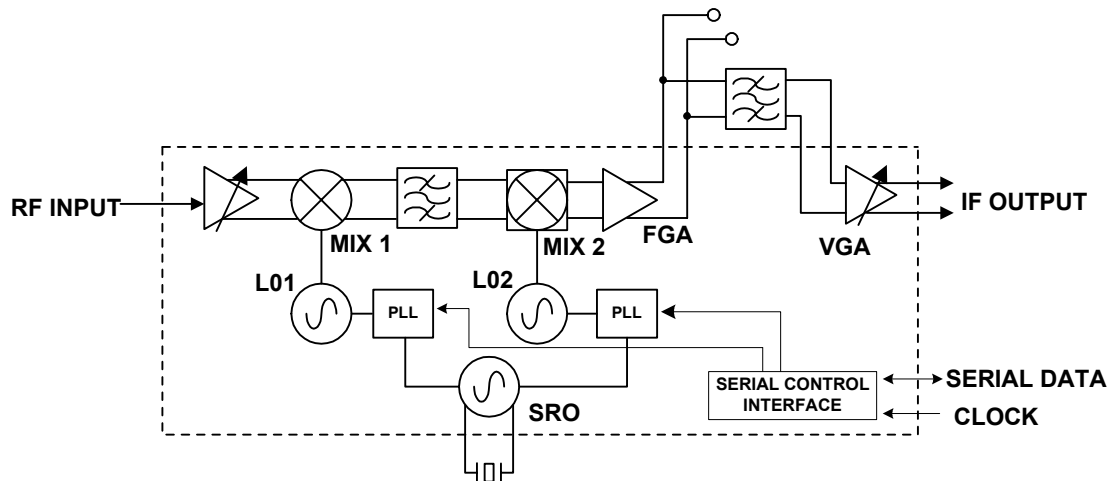 RF INPUT
MIX 1
MIX 2
FGA
VGA
IF OUTPUT
L01
L02
PLL
PLL
SERIAL CONTROL
INTERFACE
SERIAL DATA
CLOCK
SRO